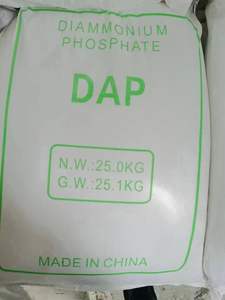 DIAMMONIUM
PHOSPHATE
DAP
N.W.:25.0KG
G.W.:25.1KG
MADE IN CHINA